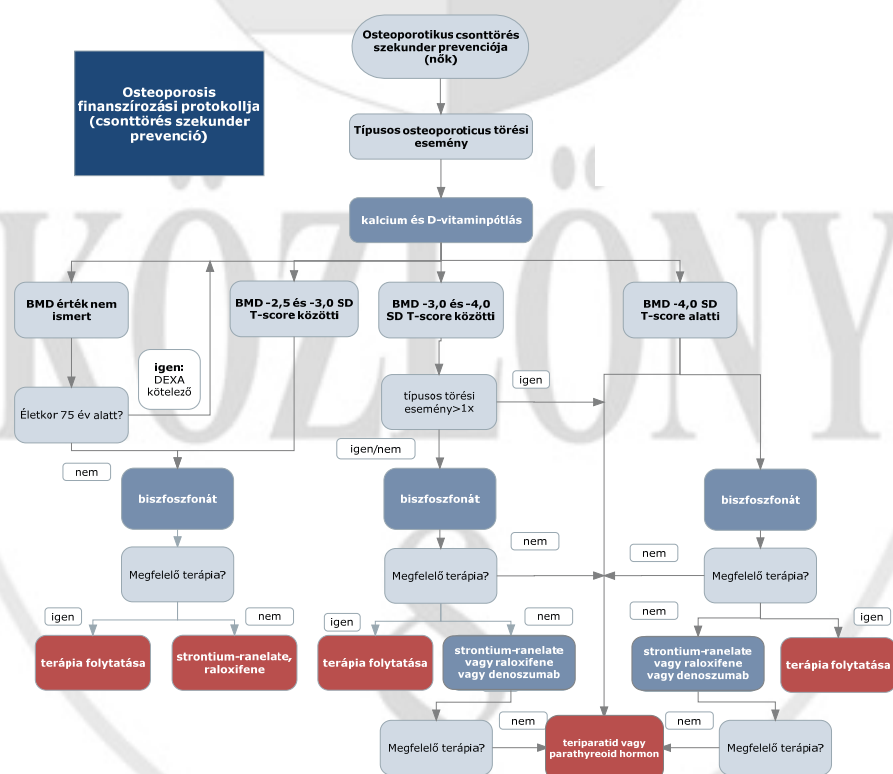 Osteoporotikus csonttörés
szekunder prevenciója
(nők)
Osteoporosis
finanszírozási protokollja
(csonttörés szekunder
prevenció)
Típusos osteoporoticus törési
esemény
kalcium és D-vitaminpótlás
BMD érték nem
ismert
BMD -2,5 és -3,0 SD
T-score közötti
BMD -3,0 és -4,0
SD T-score közötti
BMD -4,0 SD
T-score alatti
igen:
DEXA
kötelező
Életkor 75 év alatt?
típusos törési
esemény>1x
igen
igen/nem
nem
biszfoszfonát
biszfoszfonát
biszfoszfonát
nem
nem
Megfelelő terápia?
Megfelelő terápia?
Megfelelő terápia?
igen
nem
igen
nem
nem
igen
terápia folytatása
strontium-ranelate,
raloxifene
terápia folytatása
strontium-ranelate
vagy raloxifene
vagy denoszumab
strontium-ranelate
vagy raloxifene
vagy denoszumab
terápia folytatása
nem
nem
Megfelelő terápia?
teriparatid vagy
parathyreoid hormon
Megfelelő terápia?
KÖZLÖNY